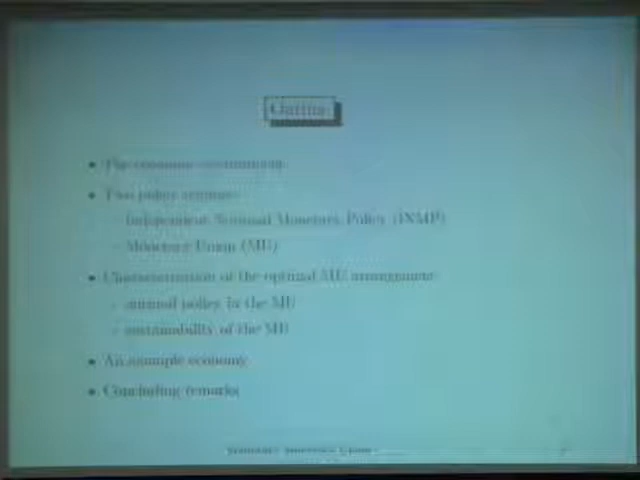 Outline
• The economic environment
• Two policy regimes
– Independent National Monetary Policy (INMP)
– Monetary Union (MU)
• Characterization of the optimal MU arrangement
– optimal policy in the MU
– sustainability of the MU
• An example economy
• Concluding remarks